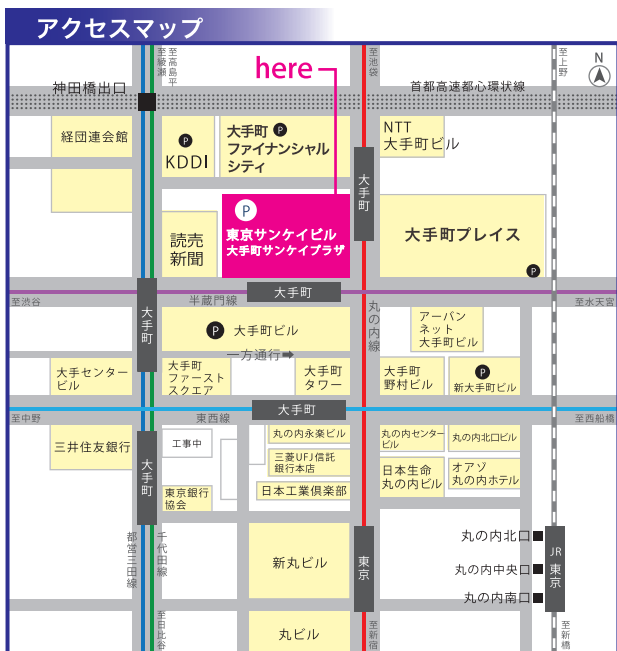 アクセスマップ
至綾瀬
至高島平
here
至池袋
至上野
N
神田橋出口
首都高速都心環状線
経団連会館
P
KDDI
大手町 P
ファイナンシャル
シティ
NTT
大手町ビル
大手町
P
東京サンケイビル
大手町サンケイプラザ
読売
新聞
大手町プレイス
P
至渋谷
半蔵門線
大手町
至水天宮
大手町
P 大手町ビル
丸の内線
アーバン
ネット
大手町ビル
一方通行➡
大手センター
ビル
大手町
ファースト
スクエア
大手町
タワー
大手町
野村ビル
P
新大手町ビル
至中野
東西線
大手町
至西船橋
三井住友銀行
大手町
工事中
丸の内永楽ビル
三菱UFJ信託
銀行本店
日本工業倶楽部
東京銀行
協会
丸の内センター
ビル
丸の内北口ビル
日本生命
丸の内ビル
オアゾ
丸の内ホテル
都営三田線
千代田線
新丸ビル
東京
丸の内北口
丸の内中央口
丸の内南口
JR
東京
至日比谷
丸ビル
至新宿
至新橋